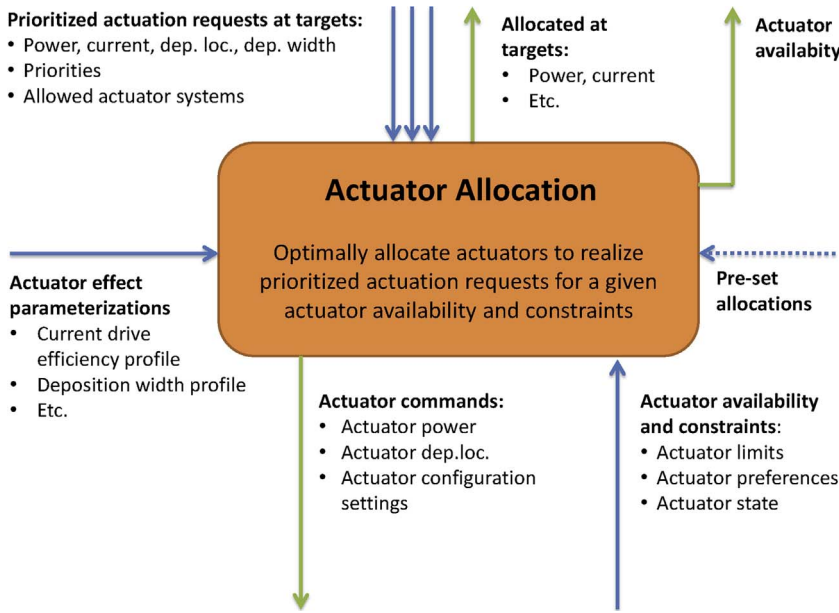 Prioritized actuation requests at targets:
• Power, current, dep. loc., dep. width
• Priorities
• Allowed actuator systems
Allocated at
targets:
• Power, current
• Etc.
Actuator
availabity
Actuator Allocation
Optimally allocate actuators to realize
prioritized actuation requests for a given
actuator availability and constraints
Actuator effect
parameterizations
• Current drive
efficiency profile
• Deposition width profile
• Etc.
Pre-set
allocations
Actuator commands:
• Actuator power
• Actuator dep.loc.
• Actuator configuration
settings
Actuator availability
and constraints:
• Actuator limits
• Actuator preferences
• Actuator state